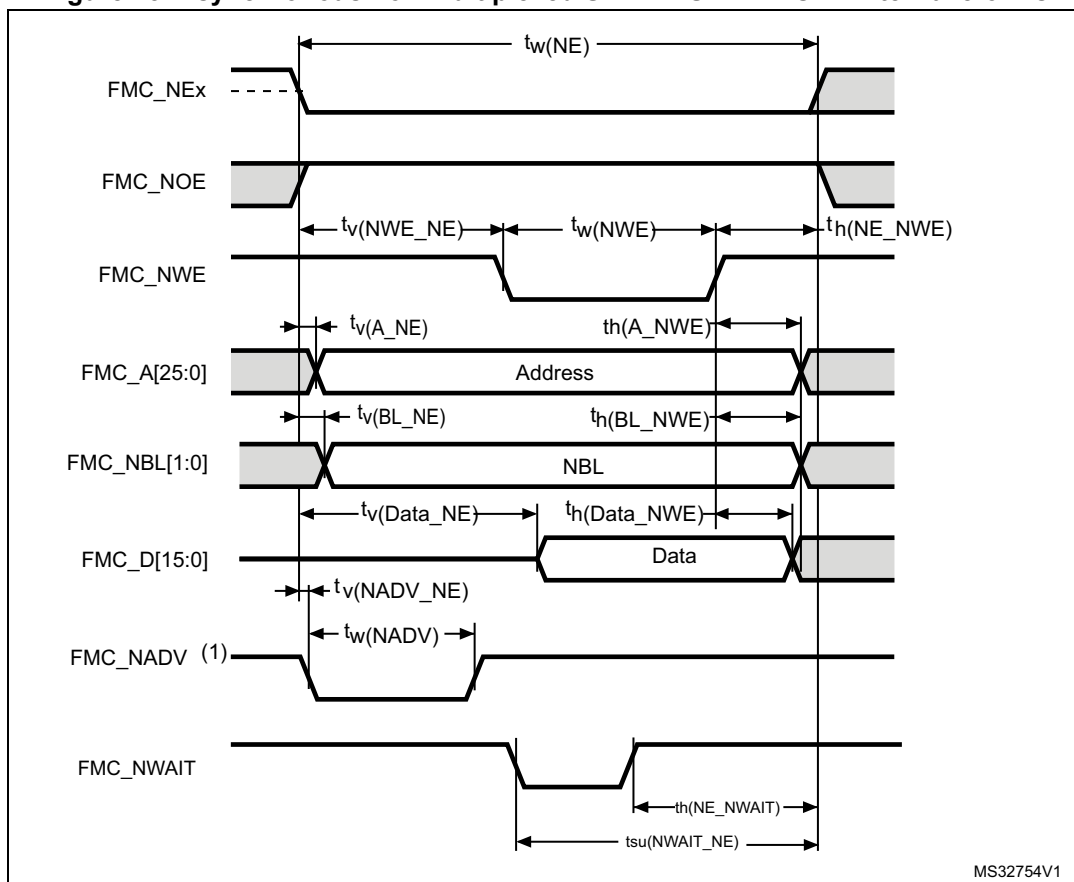 tw(NE)
FMC_NEx
FMC_NOE
tv(NWE_NE)
tw(NWE)
th(NE_NWE)
FMC_NWE
tv(A_NE)
th(A_NWE)
FMC_A[25:0]
Address
tv(BL_NE)
th(BL_NWE)
FMC_NBL[1:0]
NBL
tv(Data_NE)
th(Data_NWE)
FMC_D[15:0]
Data
tv(NADV_NE)
tw(NADV)
FMC_NADV (1)
FMC_NWAIT
th(NE_NWAIT)
tsu(NWAIT_NE)
MS32754V1